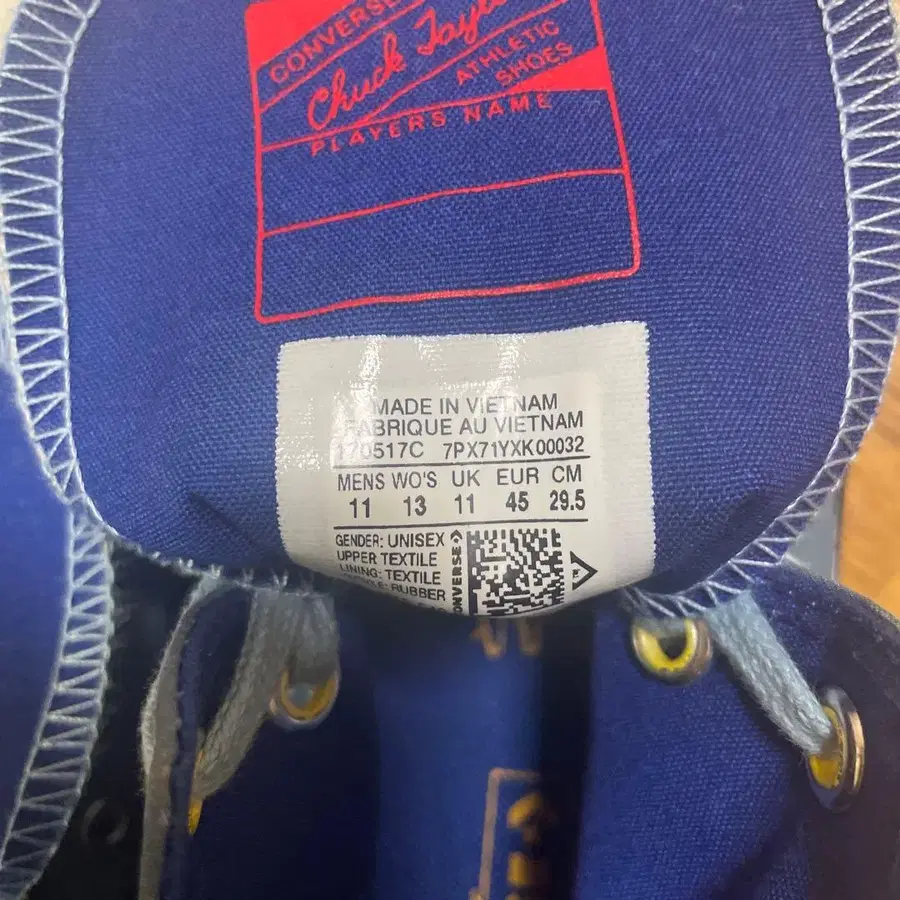 CONVERSE
Chuck Taylor
ATHLETIC
SHOES
PLAYERS NAME
MADE IN VIETNAM
FABRIQUE AU VIETNAM
170517C 7PX71YXK00032
MENS WO'S UK EUR CM
11 13 11 45 29.5
GENDER: UNISEX
UPPER TEXTILE
LINING: TEXTILE
RUBBER
CONVERSE